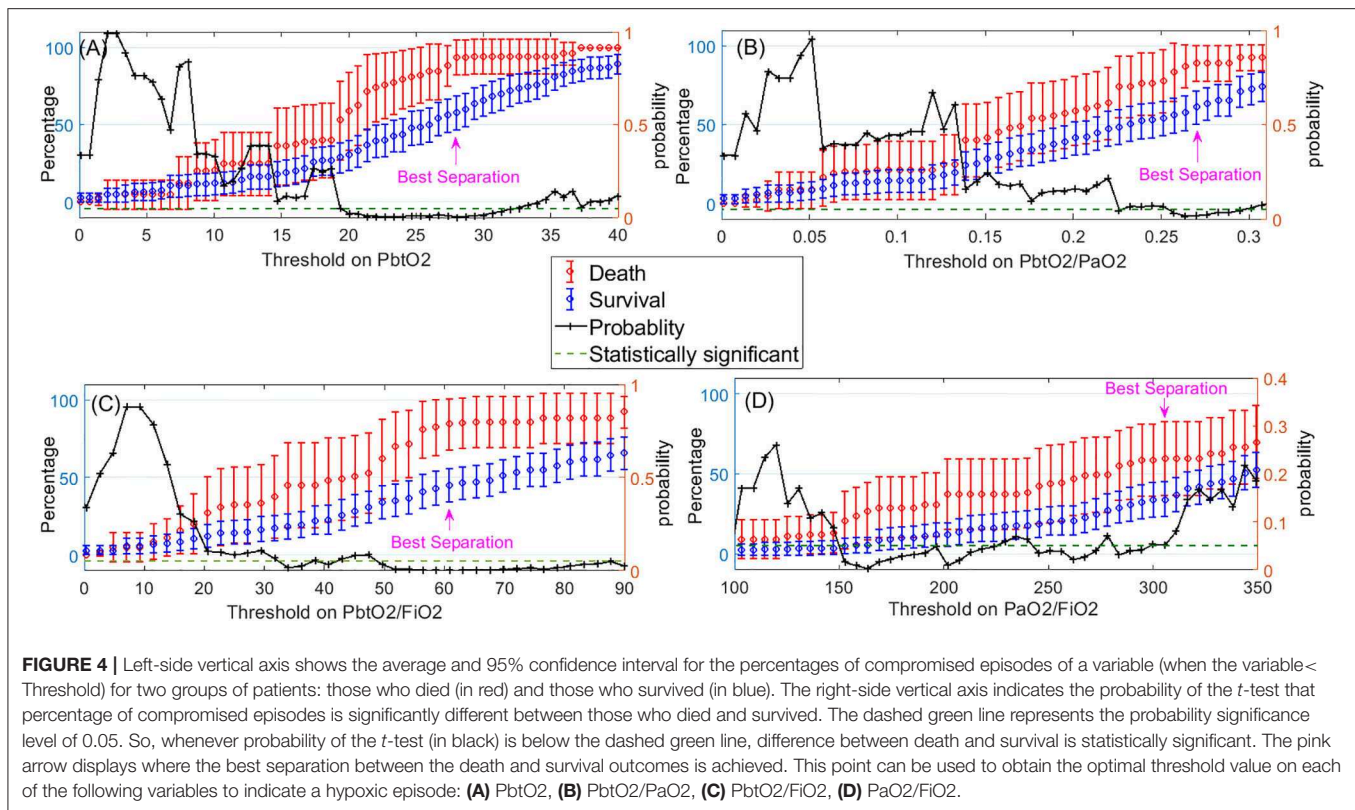 (A)
100
50
0
Percentage
1
0.5
0
probability
Best Separation
0 5 10 15 20 25 30 35 40
Threshold on PbtO2
(B)
100
50
0
Percentage
1
0.5
0
probability
Best Separation
0 0.05 0.1 0.15 0.2 0.25 0.3
Threshold on PbtO2/PaO2
Death
Survival
Probablity
Statistically significant
(C)
100
50
0
Percentage
1
0.5
0
probability
Best Separation
0 10 20 30 40 50 60 70 80 90
Threshold on PbtO2/FiO2
(D)
100
50
0
Percentage
0.4
0.3
0.2
0.1
0
probability
Best Separation
100 150 200 250 300 350
Threshold on PaO2/FiO2
FIGURE 4 | Left-side vertical axis shows the average and 95% confidence interval for the percentages of compromised episodes of a variable (when the variable<
Threshold) for two groups of patients: those who died (in red) and those who survived (in blue). The right-side vertical axis indicates the probability of the t-test that
percentage of compromised episodes is significantly different between those who died and survived. The dashed green line represents the probability significance
level of 0.05. So, whenever probability of the t-test (in black) is below the dashed green line, difference between death and survival is statistically significant. The pink
arrow displays where the best separation between the death and survival outcomes is achieved. This point can be used to obtain the optimal threshold value on each
of the following variables to indicate a hypoxic episode: (A) PbtO2, (B) PbtO2/PaO2, (C) PbtO2/FiO2, (D) PaO2/FiO2.